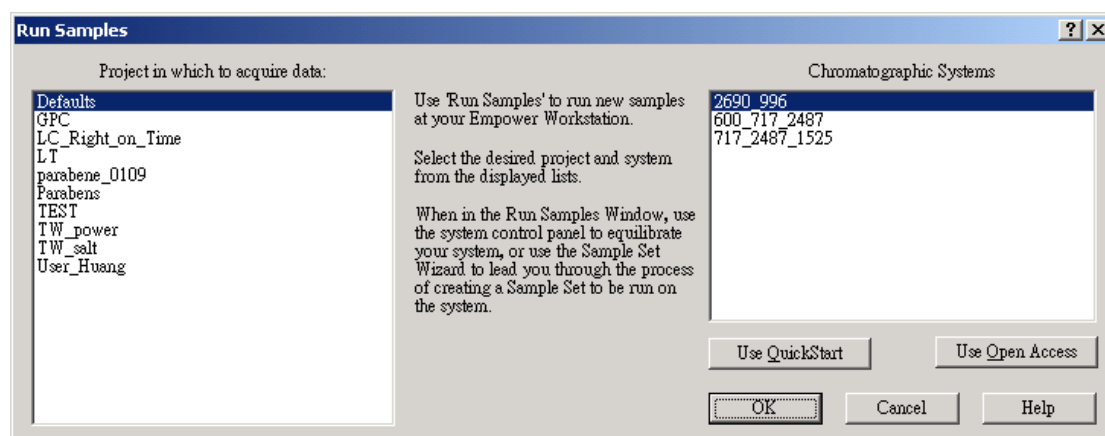 Run Samples
Project in which to acquire data:
Defaults
GPC
LC_Right_on_Time
LT
parabene_0109
Parabens
TEST
TW_power
TW_salt
User_Huang
Use 'Run Samples' to run new samples
at your Empower Workstation.
Select the desired project and system
from the displayed lists.
When in the Run Samples Window, use
the system control panel to equilibrate
your system, or use the Sample Set
Wizard to lead you through the process
of creating a Sample Set to be run on
the system.
Chromatographic Systems
2690_996
600_717_2487
717_2487_1525
Use QuickStart
Use Open Access
OK
Cancel
Help